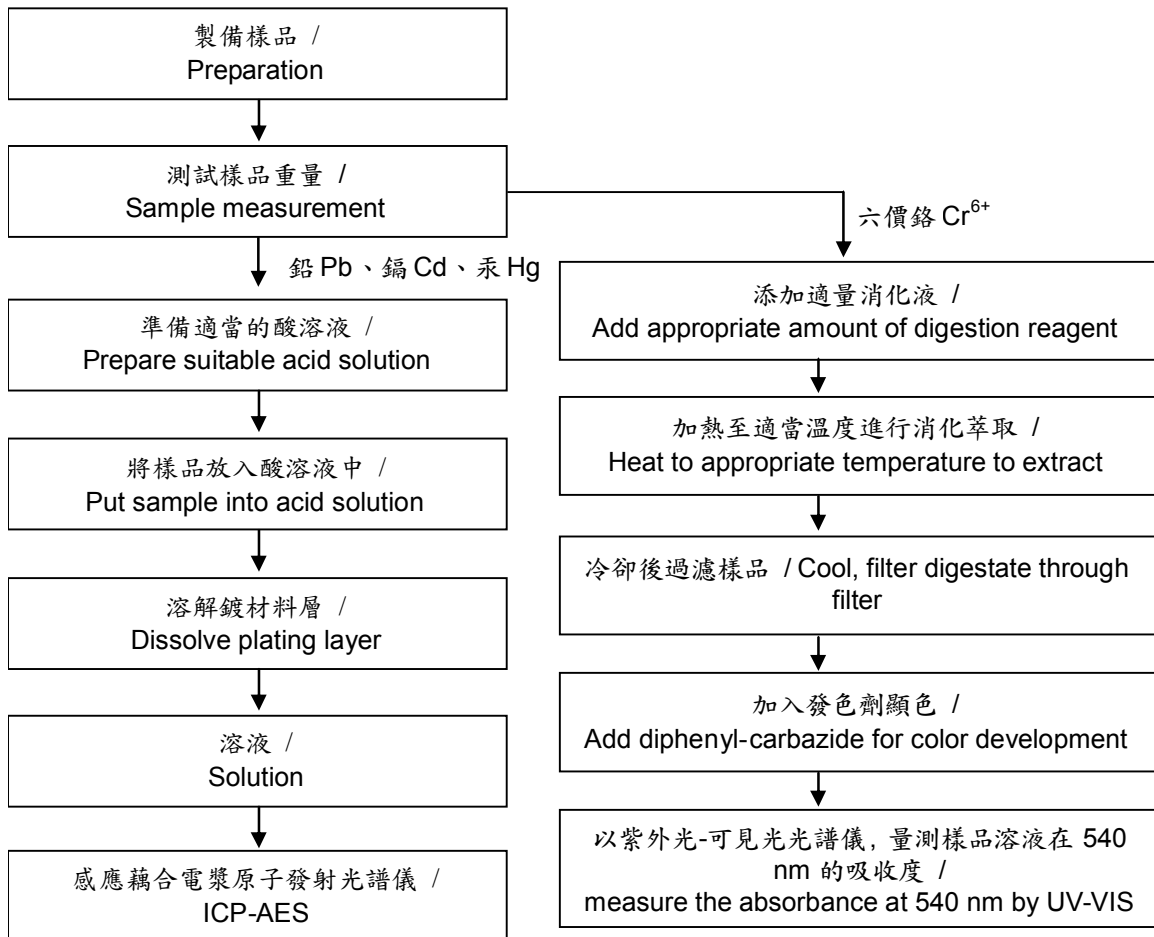 製備樣品 /
Preparation
測試樣品重量 /
Sample measurement
鉛 Pb、鎘 Cd、汞 Hg
準備適當的酸溶液 /
Prepare suitable acid solution
將樣品放入酸溶液中 /
Put sample into acid solution
溶解鍍材料層 /
Dissolve plating layer
溶液 /
Solution
感應藕合電漿原子發射光譜儀 /
ICP-AES
六價鉻 Cr⁶⁺
添加適量消化液 /
Add appropriate amount of digestion reagent
加熱至適當溫度進行消化萃取 /
Heat to appropriate temperature to extract
冷卻後過濾樣品 / Cool, filter digestate through
filter
加入發色劑顯色 /
Add diphenyl-carbazide for color development
以紫外光-可見光光譜儀, 量測樣品溶液在 540
nm 的吸收度 /
measure the absorbance at 540 nm by UV-VIS